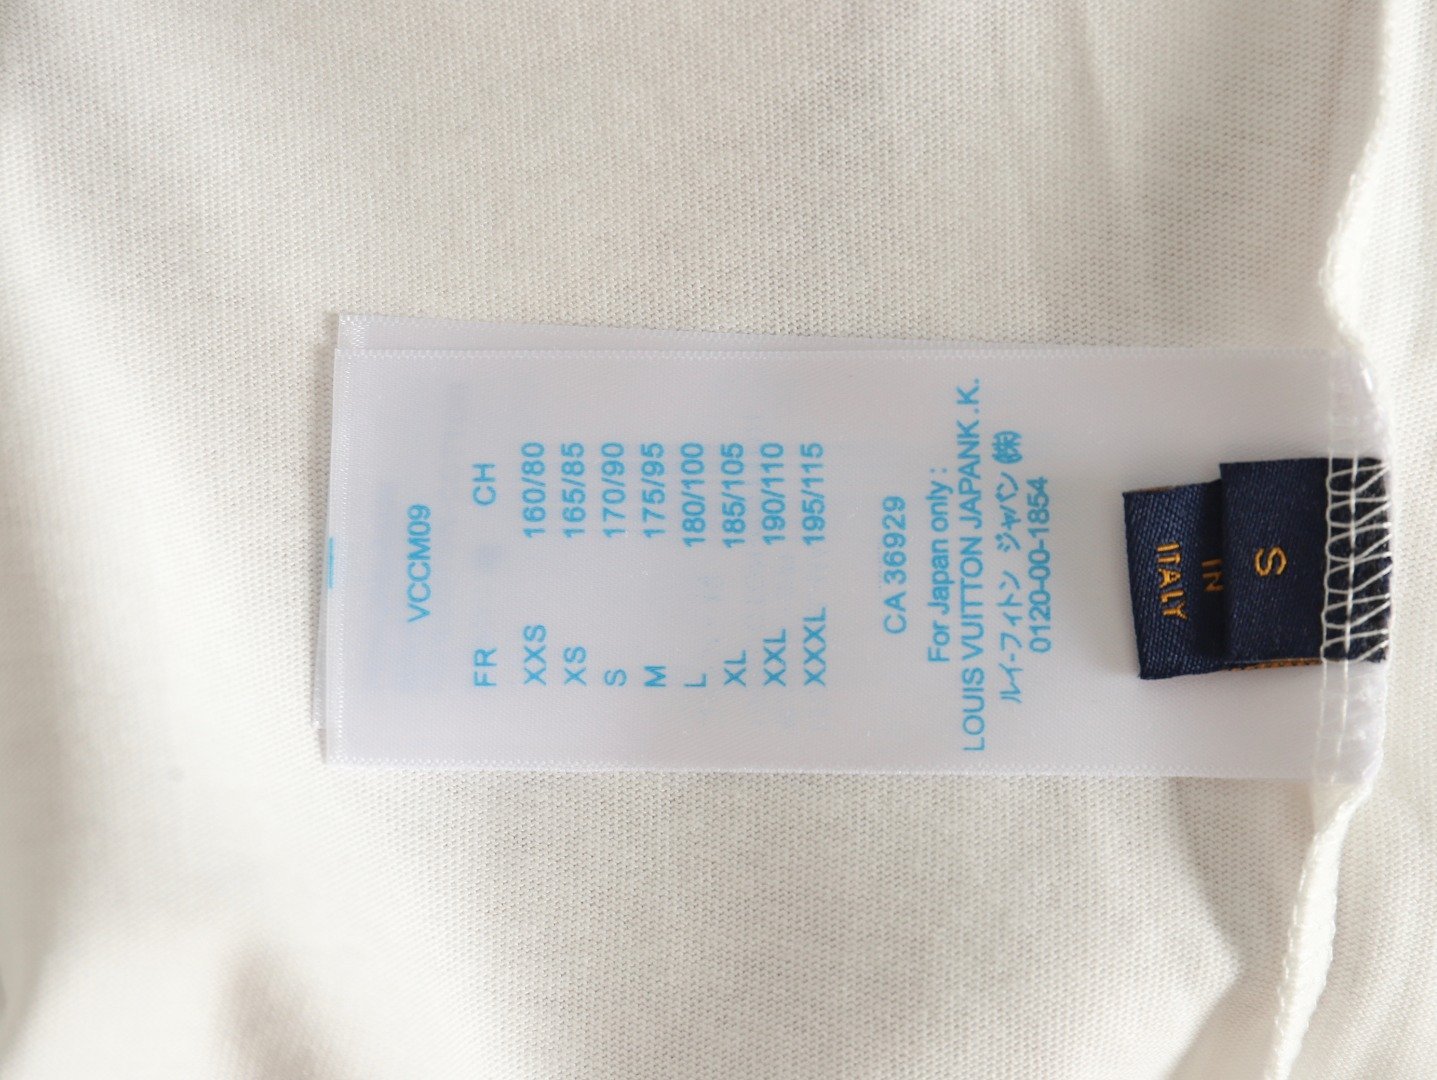 VCCM09
FR CH
XXS 160/80
XS 165/85
S 170/90
M 175/95
L 180/100
XL 185/105
XXL 190/110
XXXL 195/115
CA 36929
For Japan only :
LOUIS VUITTON JAPANK .K.
ルイ-フィトン ジャパン ㈱
0120-00-1854
ITALY
IN
S